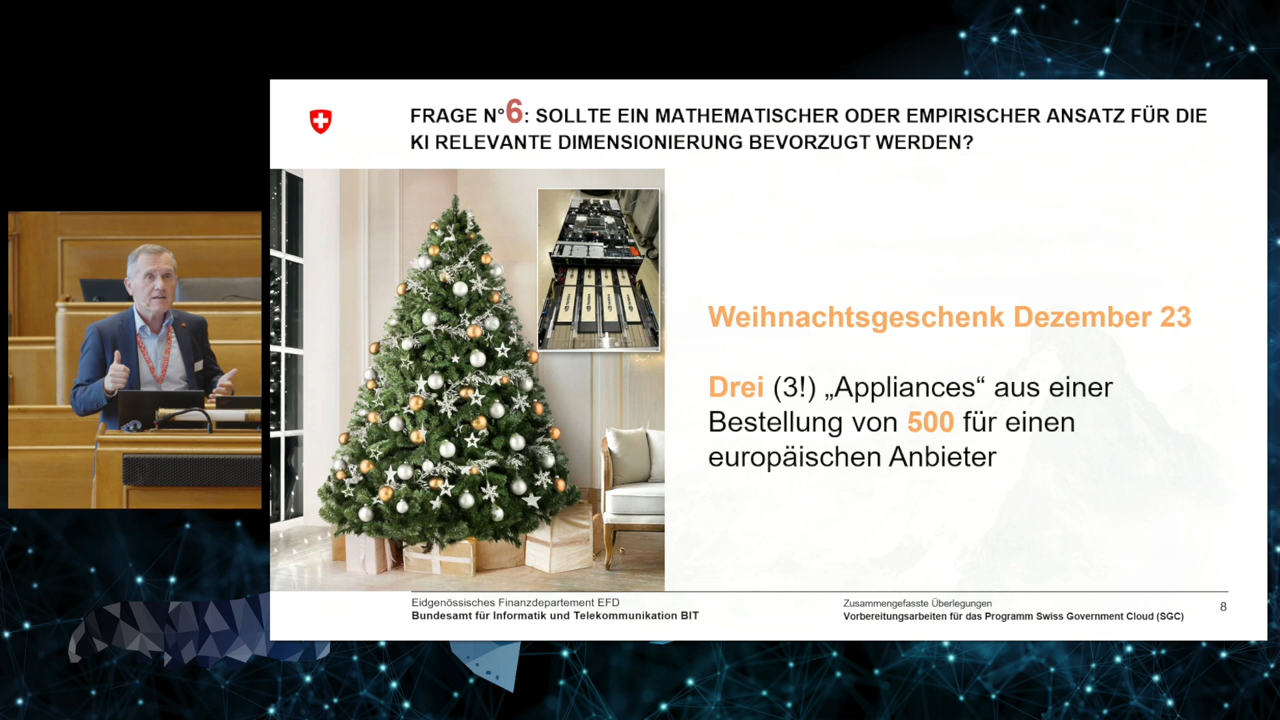 FRAGE N°6: SOLLTE EIN MATHEMATISCHER ODER EMPIRISCHER ANSATZ FÜR DIE
KI RELEVANTE DIMENSIONIERUNG BEVORZUGT WERDEN?
Weihnachtsgeschenk Dezember 23
Drei (3!) „Appliances“ aus einer
Bestellung von 500 für einen
europäischen Anbieter
Eidgenössisches Finanzdepartement EFD
Bundesamt für Informatik und Telekommunikation BIT
Zusammengefasste Überlegungen
Vorbereitungsarbeiten für das Programm Swiss Government Cloud (SGC)
8